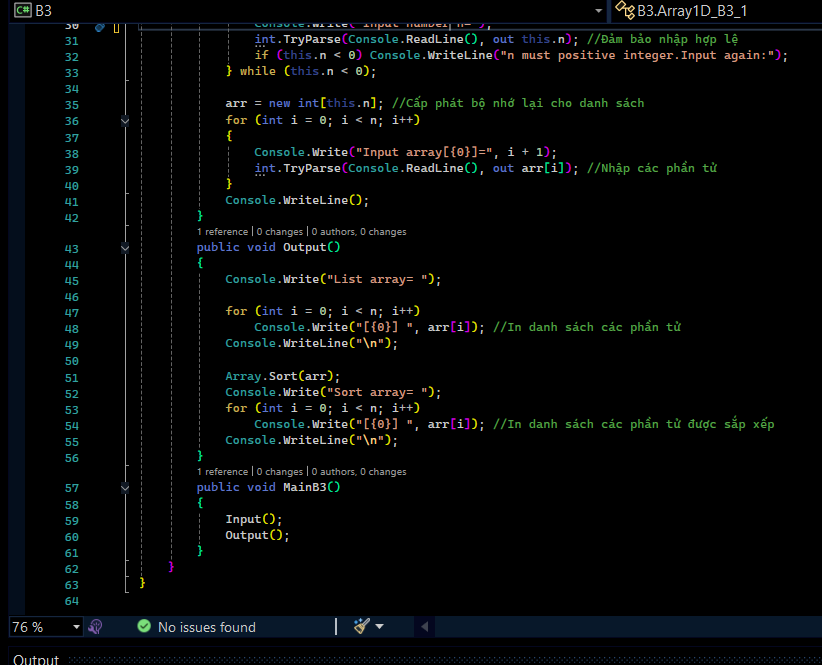 B3
B3.Array1D_B3_1
30 Console.Write("Input number n=");
31 int.TryParse(Console.ReadLine(), out this.n); //Đảm bảo nhập hợp lệ
32 if (this.n < 0) Console.WriteLine("n must positive integer.Input again:");
33 } while (this.n < 0);
34
35 arr = new int[this.n]; //Cấp phát bộ nhớ lại cho danh sách
36 for (int i = 0; i < n; i++)
37 {
38 Console.Write("Input array[{0}]=", i + 1);
39 int.TryParse(Console.ReadLine(), out arr[i]); //Nhập các phần tử
40 }
41 Console.WriteLine();
42 }
1 reference | 0 changes | 0 authors, 0 changes
43 public void Output()
44 {
45 Console.Write("List array= ");
46
47 for (int i = 0; i < n; i++)
48 Console.Write("[{0}] ", arr[i]); //In danh sách các phần tử
49 Console.WriteLine("\n");
50
51 Array.Sort(arr);
52 Console.Write("Sort array= ");
53 for (int i = 0; i < n; i++)
54 Console.Write("[{0}] ", arr[i]); //In danh sách các phần tử được sắp xếp
55 Console.WriteLine("\n");
56 }
1 reference | 0 changes | 0 authors, 0 changes
57 public void MainB3()
58 {
59 Input();
60 Output();
61 }
62 }
63 }
64
76 % No issues found
Output